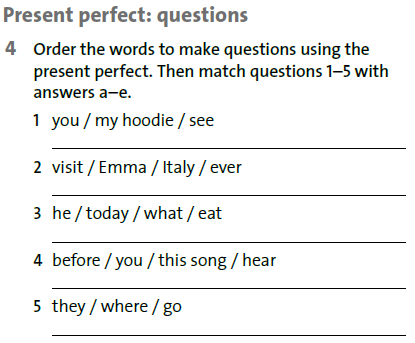 Present perfect: questions
4 Order the words to make questions using the
present perfect. Then match questions 1–5 with
answers a–e.
1 you / my hoodie / see
2 visit / Emma / Italy / ever
3 he / today / what / eat
4 before / you / this song / hear
5 they / where / go